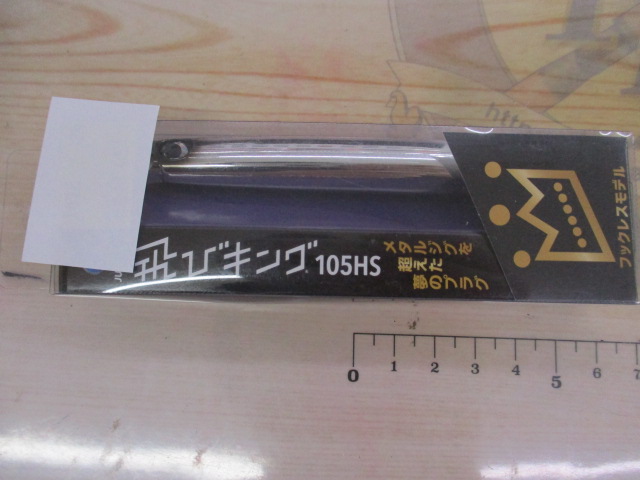 飛びキング 105HS
メタルジグを
超えた
夢のプラグ
フックレスモデル
0 1 2 3 4 5 6 7
http